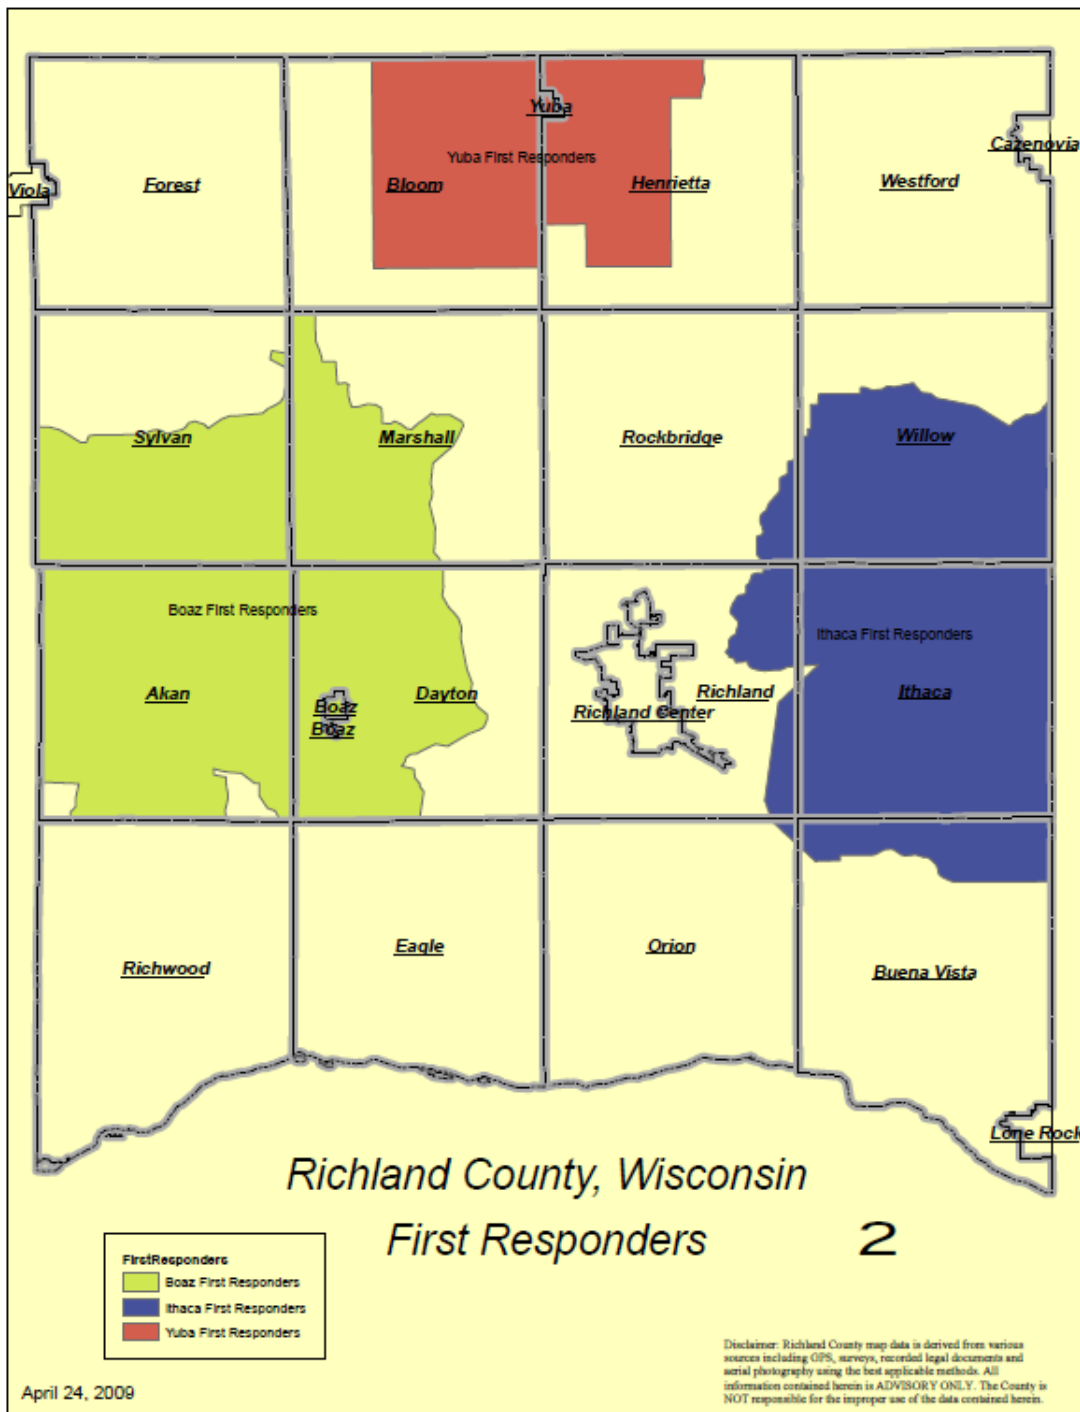 Yuba
Cazenovia
Yuba First Responders
Viola
Forest
Bloom
Henrietta
Westford
Sylvan
Marshall
Rockbridge
Willow
Boaz First Responders
Ithaca First Responders
Akan
Dayton
Richland
Ithaca
Boaz
Richland Center
Boaz
Richwood
Eagle
Orion
Buena Vista
Lone Rock
Richland County, Wisconsin
First Responders 2
FirstResponders
Boaz First Responders
Ithaca First Responders
Yuba First Responders
Disclaimer: Richland County map data is derived from various
sources including GPS, surveys, recorded legal documents and
aerial photography using the best applicable methods. All
information contained herein is ADVISORY ONLY. The County is
NOT responsible for the improper use of the data contained herein.
April 24, 2009